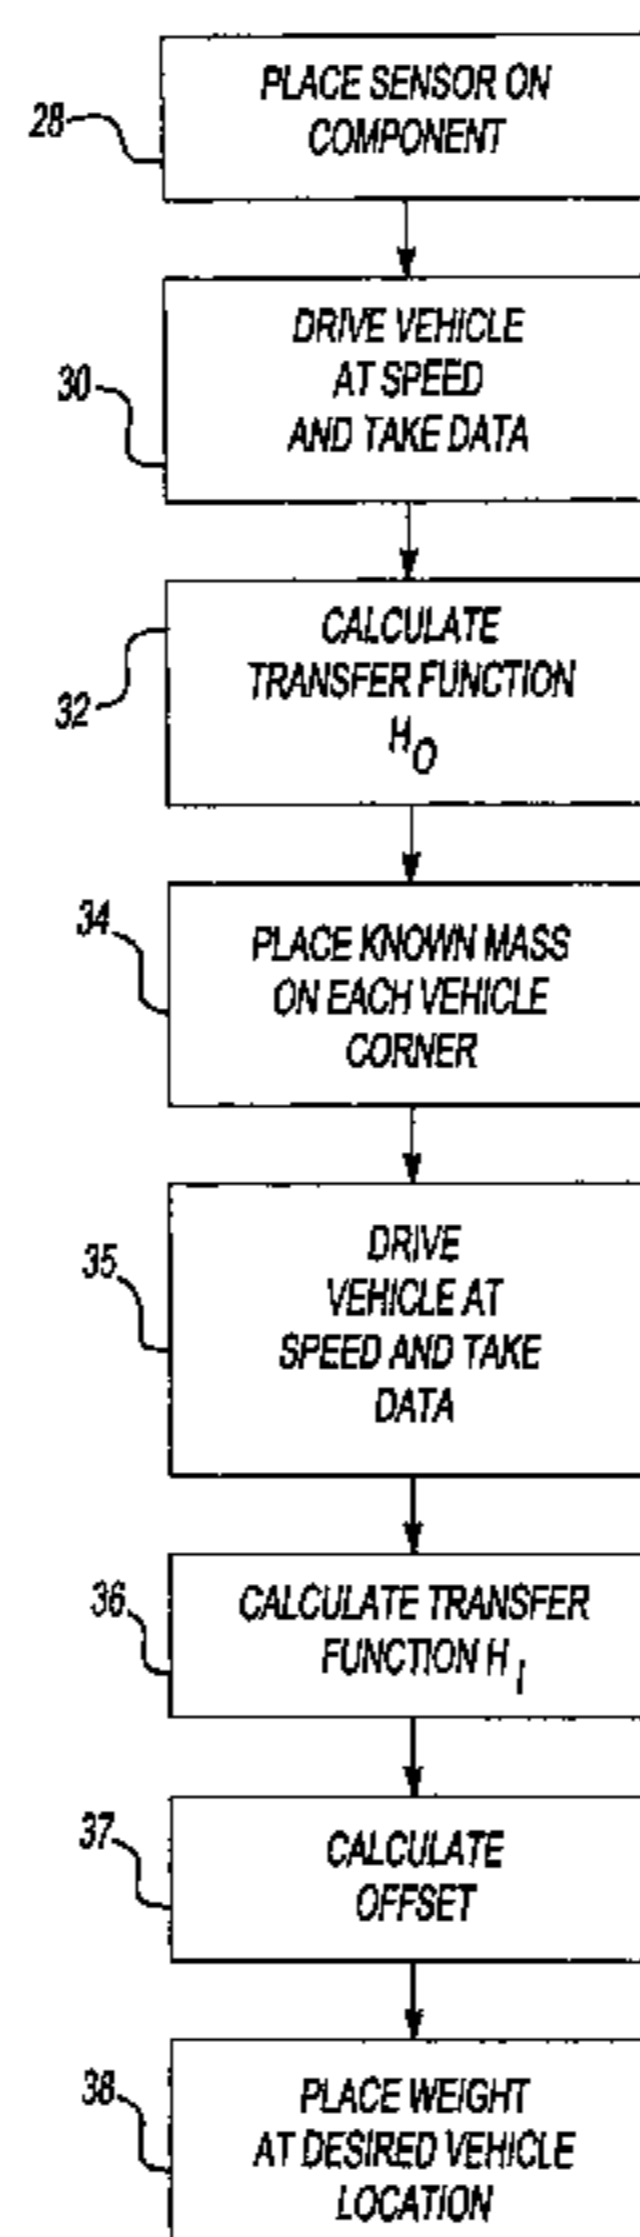 28
PLACE SENSOR ON
COMPONENT
30
DRIVE VEHICLE
AT SPEED
AND TAKE DATA
32
CALCULATE
TRANSFER FUNCTION
H_O
34
PLACE KNOWN MASS
ON EACH VEHICLE
CORNER
35
DRIVE
VEHICLE AT
SPEED AND TAKE
DATA
36
CALCULATE TRANSFER
FUNCTION H_I
37
CALCULATE
OFFSET
38
PLACE WEIGHT
AT DESIRED VEHICLE
LOCATION